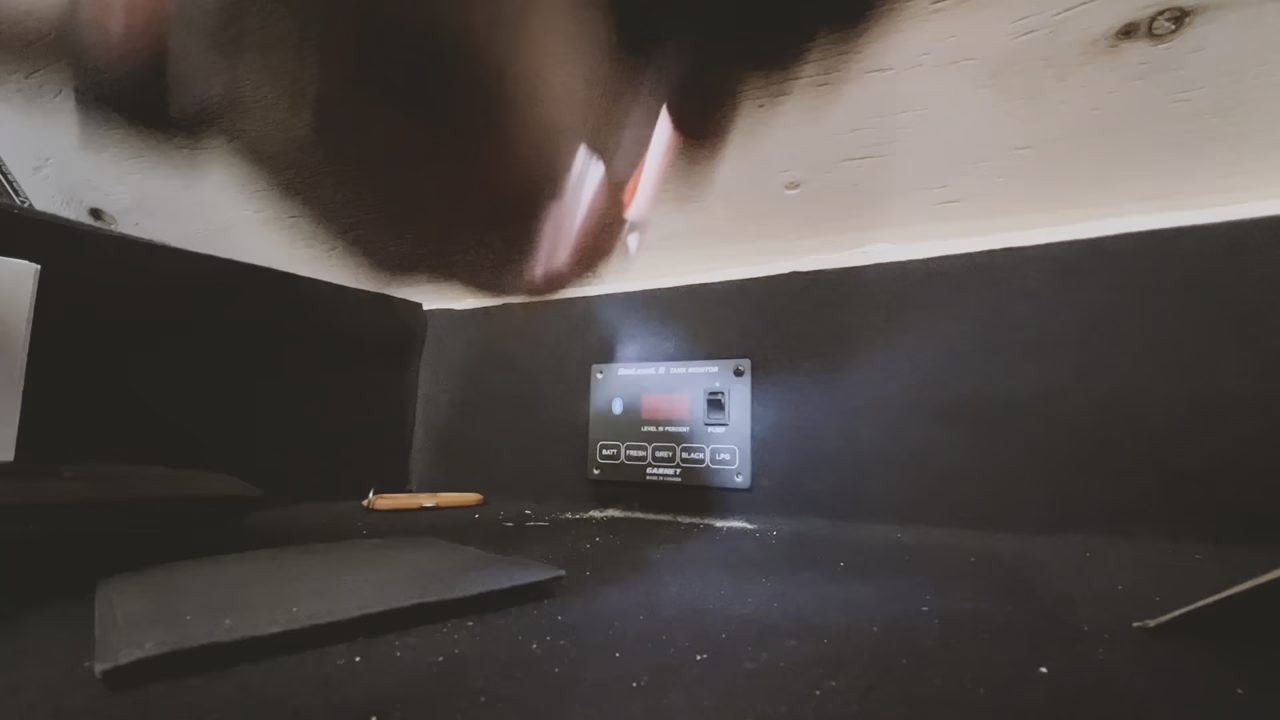 SeeLeveL II TANK MONITOR
LEVEL IN PERCENT
PUMP
BATT FRESH GREY BLACK LPG
GARNET
MADE IN CANADA